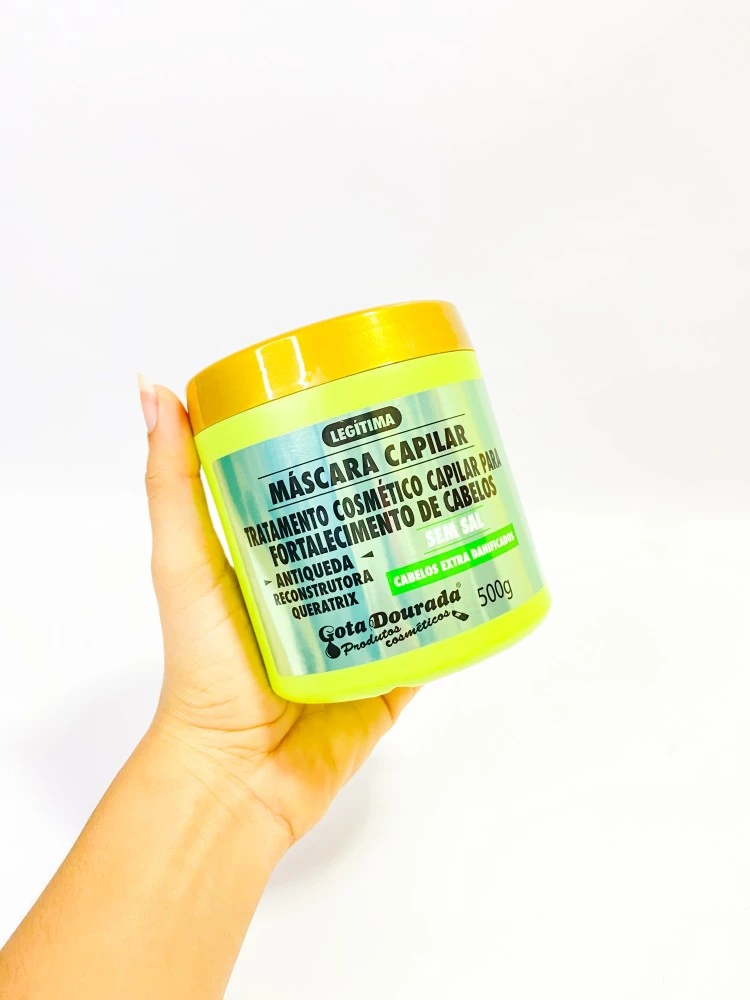 LEGÍTIMA
MÁSCARA CAPILAR
TRATAMENTO COSMÉTICO CAPILAR PARA
FORTALECIMENTO DE CABELOS
ANTIQUEDA
RECONSTRUTORA
QUERATRIX
SEM SAL
CABELOS EXTRA DANIFICADOS
Gota Dourada®
Produtos cosméticos
500g